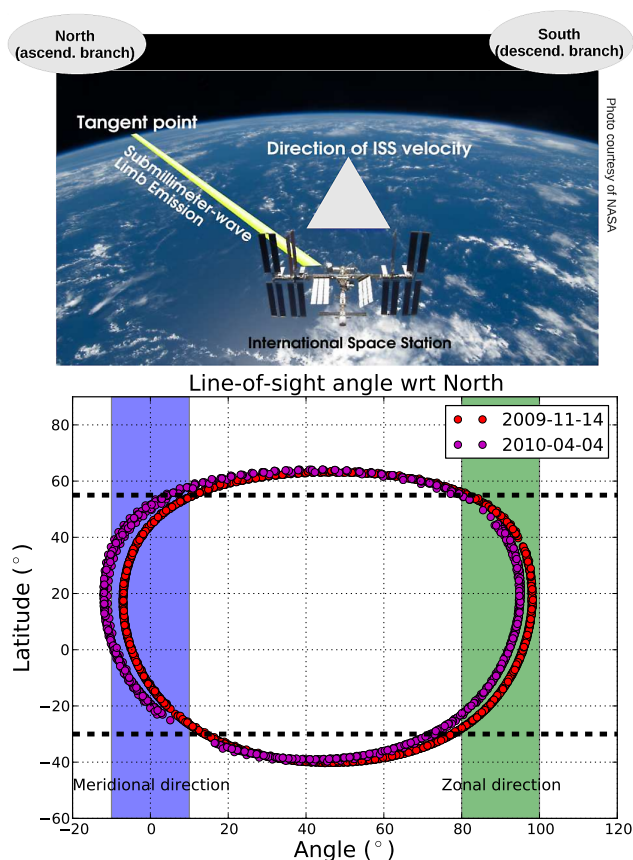 North
(ascend. branch)
South
(descend. branch)
Tangent point
Submillimeter-wave
Limb Emission
Direction of ISS velocity
International Space Station
Photo courtesy of NASA
Line-of-sight angle wrt North
2009-11-14
2010-04-04
80
60
40
20
0
−20
−40
−60
Latitude (°)
Meridional direction
Zonal direction
−20 0 20 40 60 80 100 120
Angle (°)